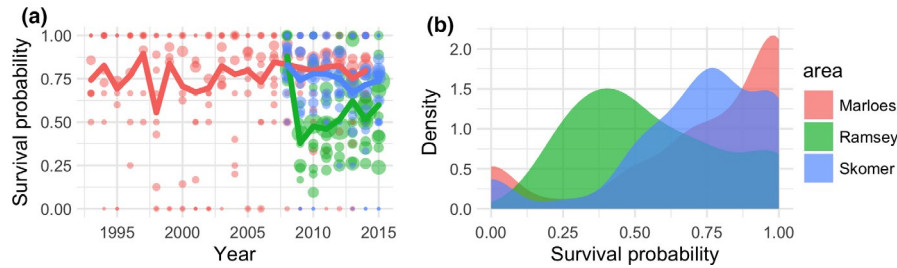 (a)
Survival probability
1.00
0.75
0.50
0.25
0.00
1995
2000
2005
2010
2015
Year
(b)
Density
2.0
1.5
1.0
0.5
0.0
0.00
0.25
0.50
0.75
1.00
Survival probability
area
Marloes
Ramsey
Skomer